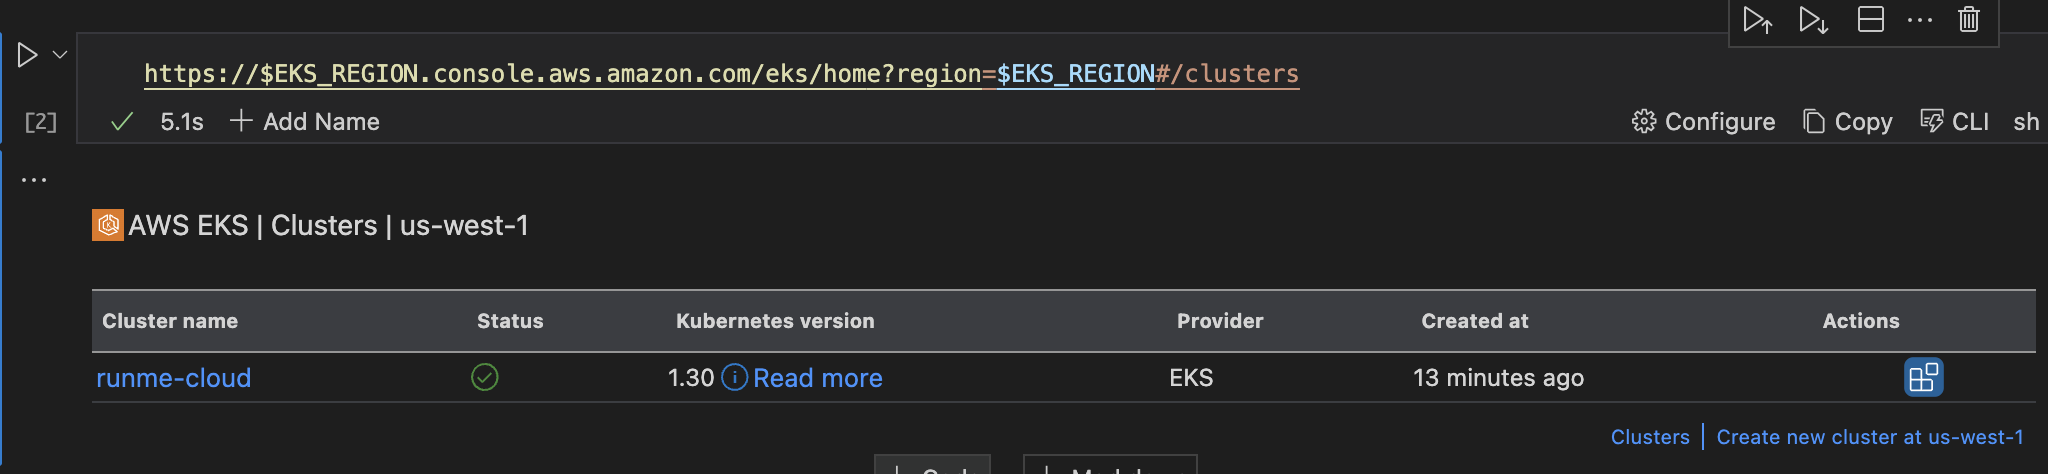 https://$EKS_REGION.console.aws.amazon.com/eks/home?region=$EKS_REGION#/clusters
[2] 5.1s Add Name Configure Copy CLI sh
AWS EKS | Clusters | us-west-1
Cluster name Status Kubernetes version Provider Created at Actions
runme-cloud 1.30 Read more EKS 13 minutes ago
Clusters | Create new cluster at us-west-1